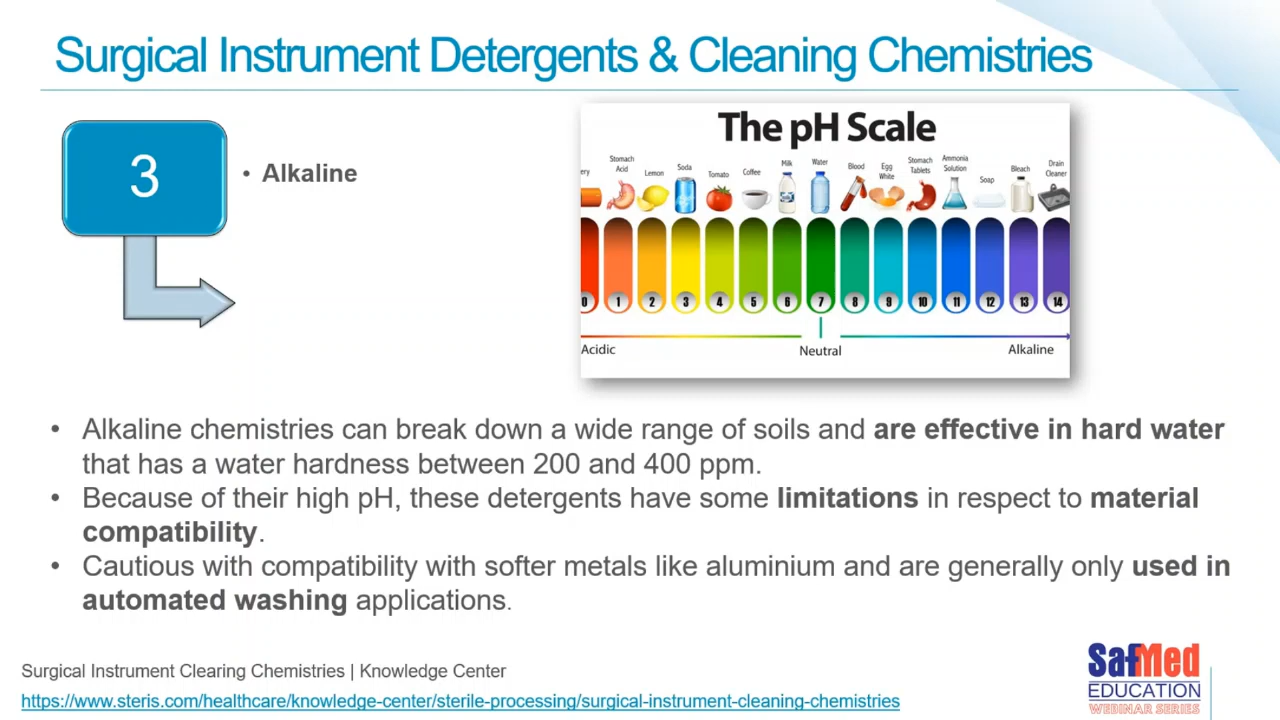 Surgical Instrument Detergents & Cleaning Chemistries
3
• Alkaline
The pH Scale
ery
Stomach
Acid
Lemon
Soda
Tomato
Coffee
Milk
Water
Blood
Egg
White
Stomach
Tablets
Ammonia
Solution
Soap
Bleach
Drain
Cleaner
0 1 2 3 4 5 6 7 8 9 10 11 12 13 14
Acidic Neutral Alkaline
• Alkaline chemistries can break down a wide range of soils and are effective in hard water
that has a water hardness between 200 and 400 ppm.
• Because of their high pH, these detergents have some limitations in respect to material
compatibility.
• Cautious with compatibility with softer metals like aluminium and are generally only used in
automated washing applications.
Surgical Instrument Clearing Chemistries | Knowledge Center
https://www.steris.com/healthcare/knowledge-center/sterile-processing/surgical-instrument-cleaning-chemistries
SafMed
EDUCATION
WEBINAR SERIES